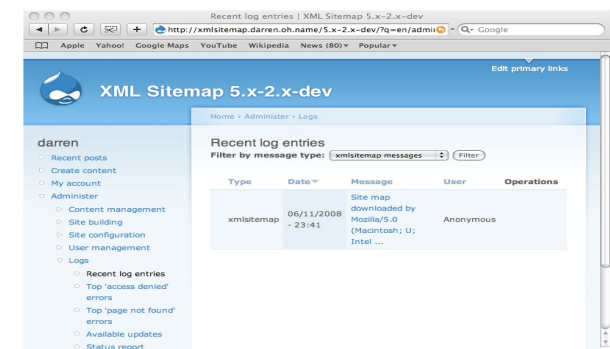 Recent log entries | XML Sitemap 5.x-2.x-dev
http://xmlsitemap.darren.oh.name/5.x-2.x-dev/?q=en/admi
Google
Apple Yahoo! Google Maps YouTube Wikipedia News (80) Popular
Edit primary links
XML Sitemap 5.x-2.x-dev
Home › Administer › Logs
darren
Recent posts
Create content
My account
Administer
Content management
Site building
Site configuration
User management
Logs
Recent log entries
Top 'access denied'
errors
Top 'page not found'
errors
Available updates
Status report
Recent log entries
Filter by message type: xmlsitemap messages Filter
Type Date Message User Operations
xmlsitemap
06/11/2008
- 23:41
Site map
downloaded by
Mozilla/5.0
(Macintosh; U;
Intel ...
Anonymous